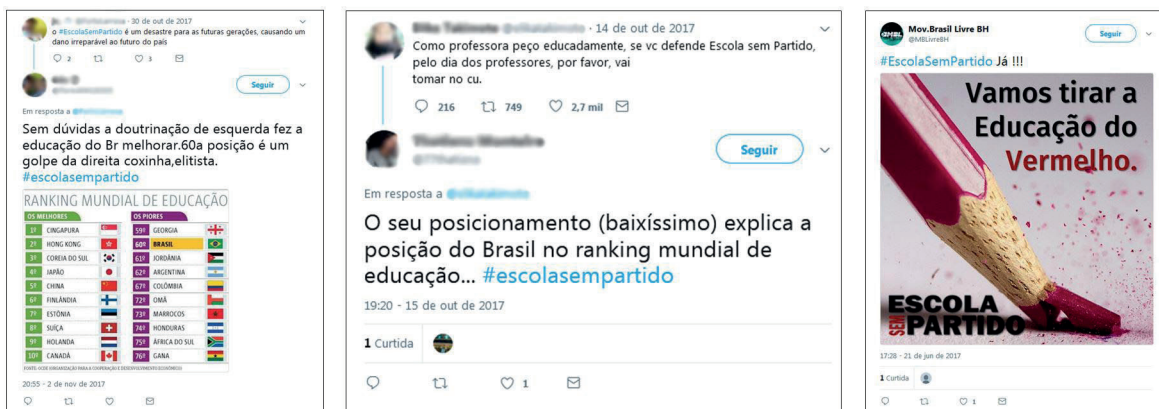 · 30 de out de 2017
o #EscolaSemPartido é um desastre para as futuras gerações, causando um
dano irreparável ao futuro do país
2 3
Seguir
Em resposta a
Sem dúvidas a doutrinação de esquerda fez a
educação do Br melhorar.60a posição é um
golpe da direita coxinha,elitista.
#escolasempartido
RANKING MUNDIAL DE EDUCAÇÃO
OS MELHORES
1º CINGAPURA
2º HONG KONG
3º COREIA DO SUL
4º JAPÃO
5º CHINA
6º FINLÂNDIA
7º ESTÔNIA
8º SUÍÇA
9º HOLANDA
10º CANADÁ
OS PIORES
59º GEORGIA
60º BRASIL
61º JORDÂNIA
62º ARGENTINA
67º COLÔMBIA
72º OMÃ
73º MARROCOS
74º HONDURAS
75º ÁFRICA DO SUL
76º GANA
FONTE: OCDE (ORGANIZAÇÃO PARA A COOPERAÇÃO E DESENVOLVIMENTO ECONÔMICO)
20:55 - 2 de nov de 2017
· 14 de out de 2017
Como professora peço educadamente, se vc defende Escola sem Partido,
pelo dia dos professores, por favor, vai
tomar no cu.
216 749 2,7 mil
Seguir
Em resposta a
O seu posicionamento (baixíssimo) explica a
posição do Brasil no ranking mundial de
educação... #escolasempartido
19:20 - 15 de out de 2017
1 Curtida
1
Mov.Brasil Livre BH
@MBLivreBH
Seguir
#EscolaSemPartido Já !!!
Vamos tirar a
Educação do
Vermelho.
ESCOLA
SEM PARTIDO
17:28 - 21 de jun de 2017
1 Curtida
1